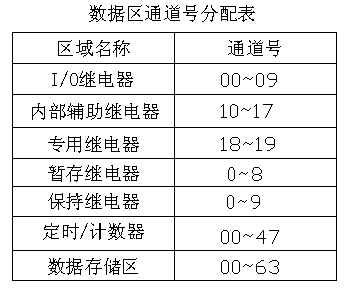 数据区通道号分配表
区域名称 通道号
I/O继电器 00~09
内部辅助继电器 10~17
专用继电器 18~19
暂存继电器 0~8
保持继电器 0~9
定时/计数器 00~47
数据存储区 00~63